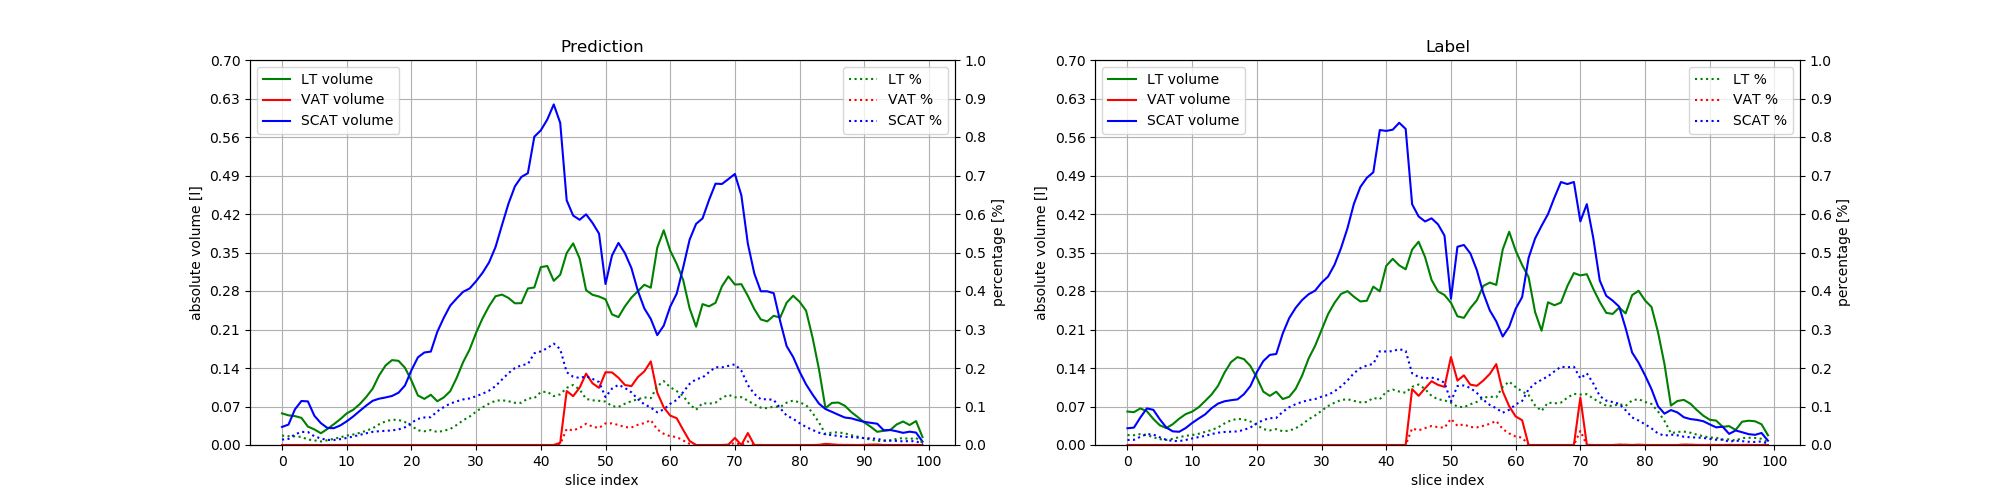 Prediction
0.70
0.63
0.56
0.49
0.42
0.35
0.28
0.21
0.14
0.07
0.00
absolute volume [l]
LT volume
VAT volume
SCAT volume
LT %
VAT %
SCAT %
1.0
0.9
0.8
0.7
0.6
0.5
0.4
0.3
0.2
0.1
0.0
percentage [%]
0 10 20 30 40 50 60 70 80 90 100
slice index
Label
0.70
0.63
0.56
0.49
0.42
0.35
0.28
0.21
0.14
0.07
0.00
absolute volume [l]
LT volume
VAT volume
SCAT volume
LT %
VAT %
SCAT %
1.0
0.9
0.8
0.7
0.6
0.5
0.4
0.3
0.2
0.1
0.0
percentage [%]
0 10 20 30 40 50 60 70 80 90 100
slice index